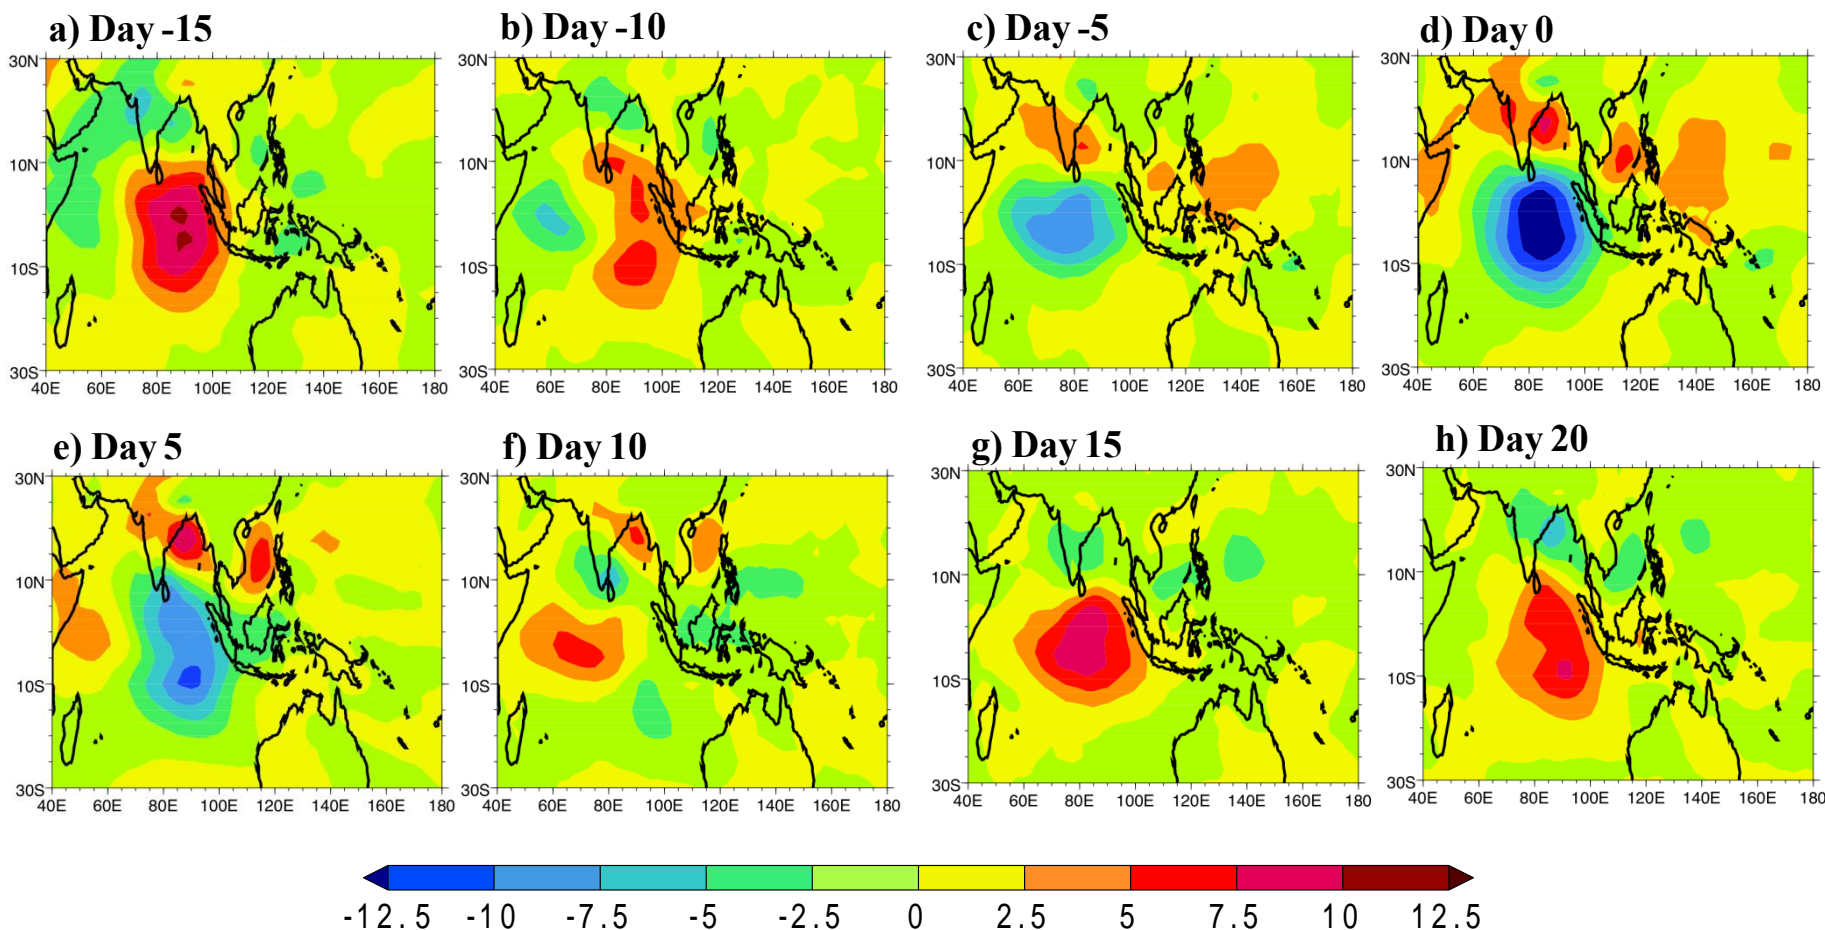 a) Day -15
b) Day -10
c) Day -5
d) Day 0
30N
10N
10S
30S
40E 60E 80E 100E 120E 140E 160E 180
30N
10N
10S
30S
40E 60E 80E 100E 120E 140E 160E 180
30N
10N
10S
30S
40E 60E 80E 100E 120E 140E 160E 180
30N
10N
10S
30S
40E 60E 80E 100E 120E 140E 160E 180
e) Day 5
f) Day 10
g) Day 15
h) Day 20
30N
10N
10S
30S
40E 60E 80E 100E 120E 140E 160E 180
30N
10N
10S
30S
40E 60E 80E 100E 120E 140E 160E 180
30N
10N
10S
30S
40E 60E 80E 100E 120E 140E 160E 180
30N
10N
10S
30S
40E 60E 80E 100E 120E 140E 160E 180
-12.5 -10 -7.5 -5 -2.5 0 2.5 5 7.5 10 12.5